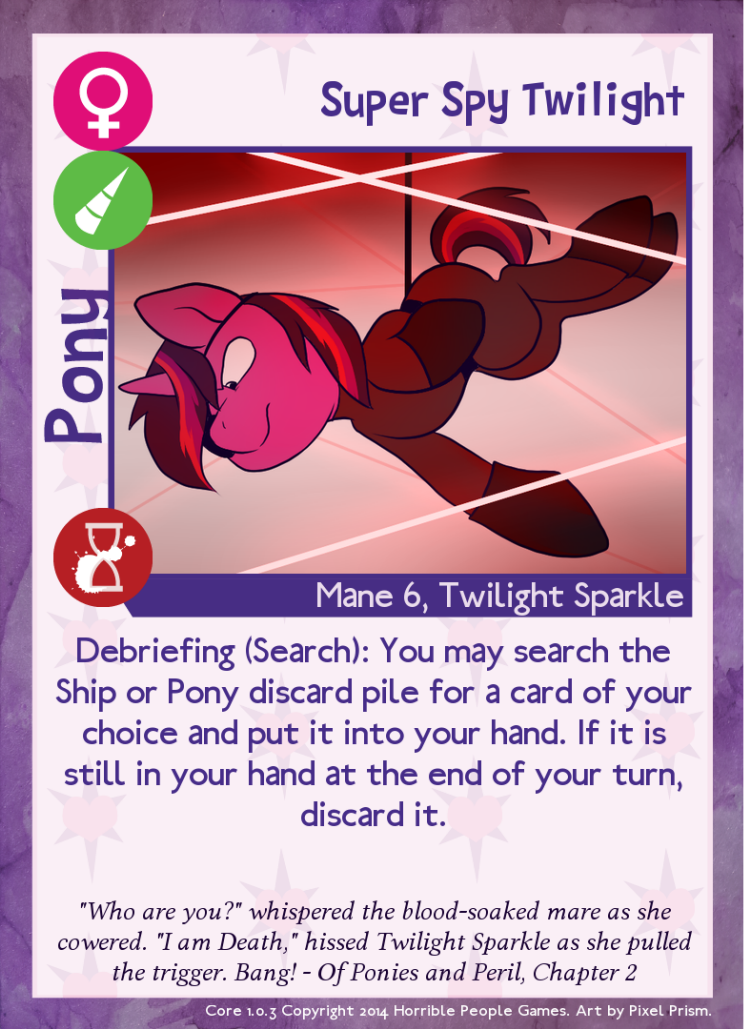 Super Spy Twilight
Pony
Mane 6, Twilight Sparkle
Debriefing (Search): You may search the
Ship or Pony discard pile for a card of your
choice and put it into your hand. If it is
still in your hand at the end of your turn,
discard it.
"Who are you?" whispered the blood-soaked mare as she
cowered. "I am Death," hissed Twilight Sparkle as she pulled
the trigger. Bang! - Of Ponies and Peril, Chapter 2
Core 1.0.3 Copyright 2014 Horrible People Games. Art by Pixel Prism.